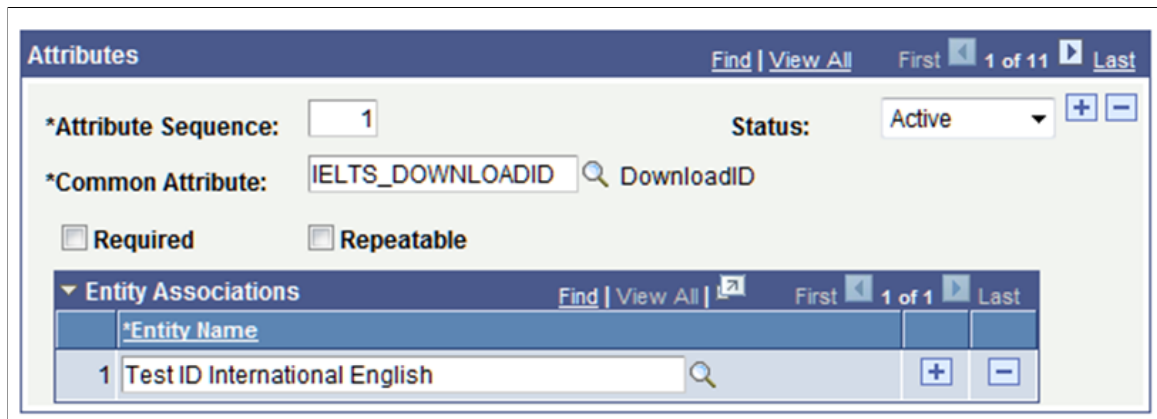 Attributes Find | View All First 1 of 11 Last
*Attribute Sequence: 1 Status: Active
*Common Attribute: IELTS_DOWNLOADID DownloadID
Required Repeatable
Entity Associations Find | View All | First 1 of 1 Last
*Entity Name
1 Test ID International English